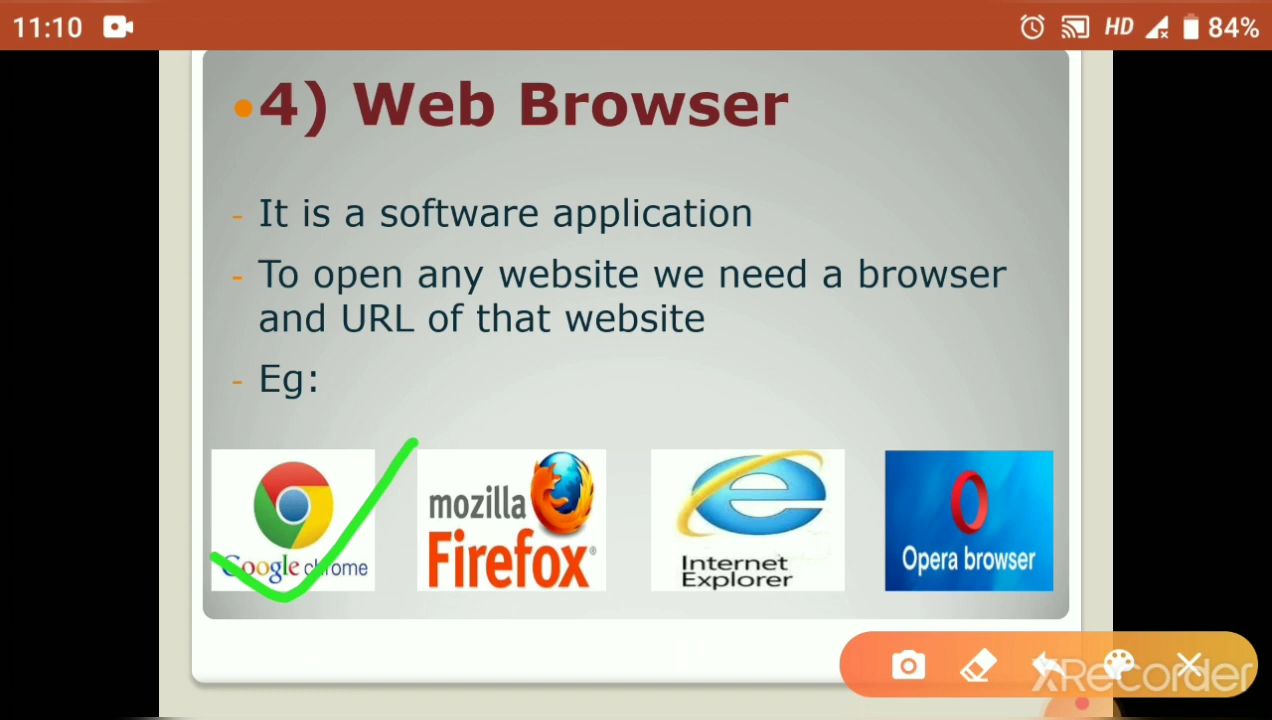 11:10 HD 84%
•4) Web Browser
- It is a software application
- To open any website we need a browser
and URL of that website
- Eg:
Google chrome
mozilla
Firefox®
Internet
Explorer
Opera browser
XRecorder